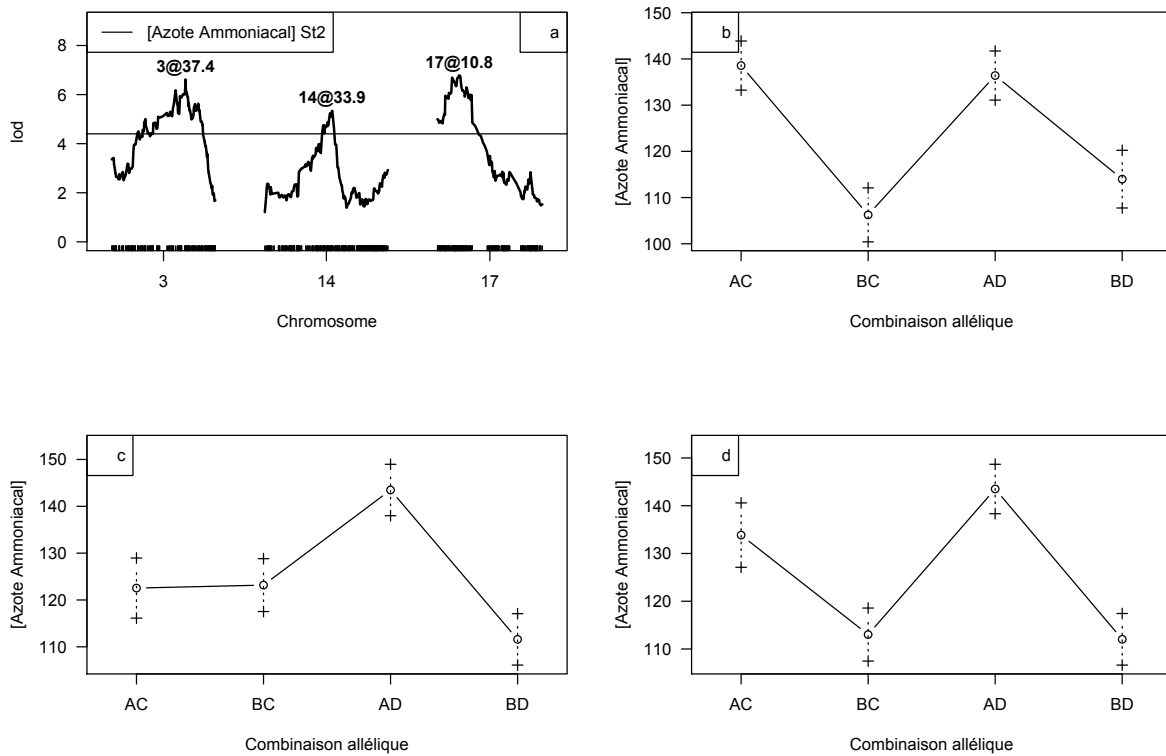 [Azote Ammoniacal] St2
a
3@37.4
14@33.9
17@10.8
8
6
4
2
0
lod
3 14 17
Chromosome
b
150
140
130
120
110
100
[Azote Ammoniacal]
AC BC AD BD
Combinaison allélique
c
150
140
130
120
110
[Azote Ammoniacal]
AC BC AD BD
Combinaison allélique
d
150
140
130
120
110
[Azote Ammoniacal]
AC BC AD BD
Combinaison allélique